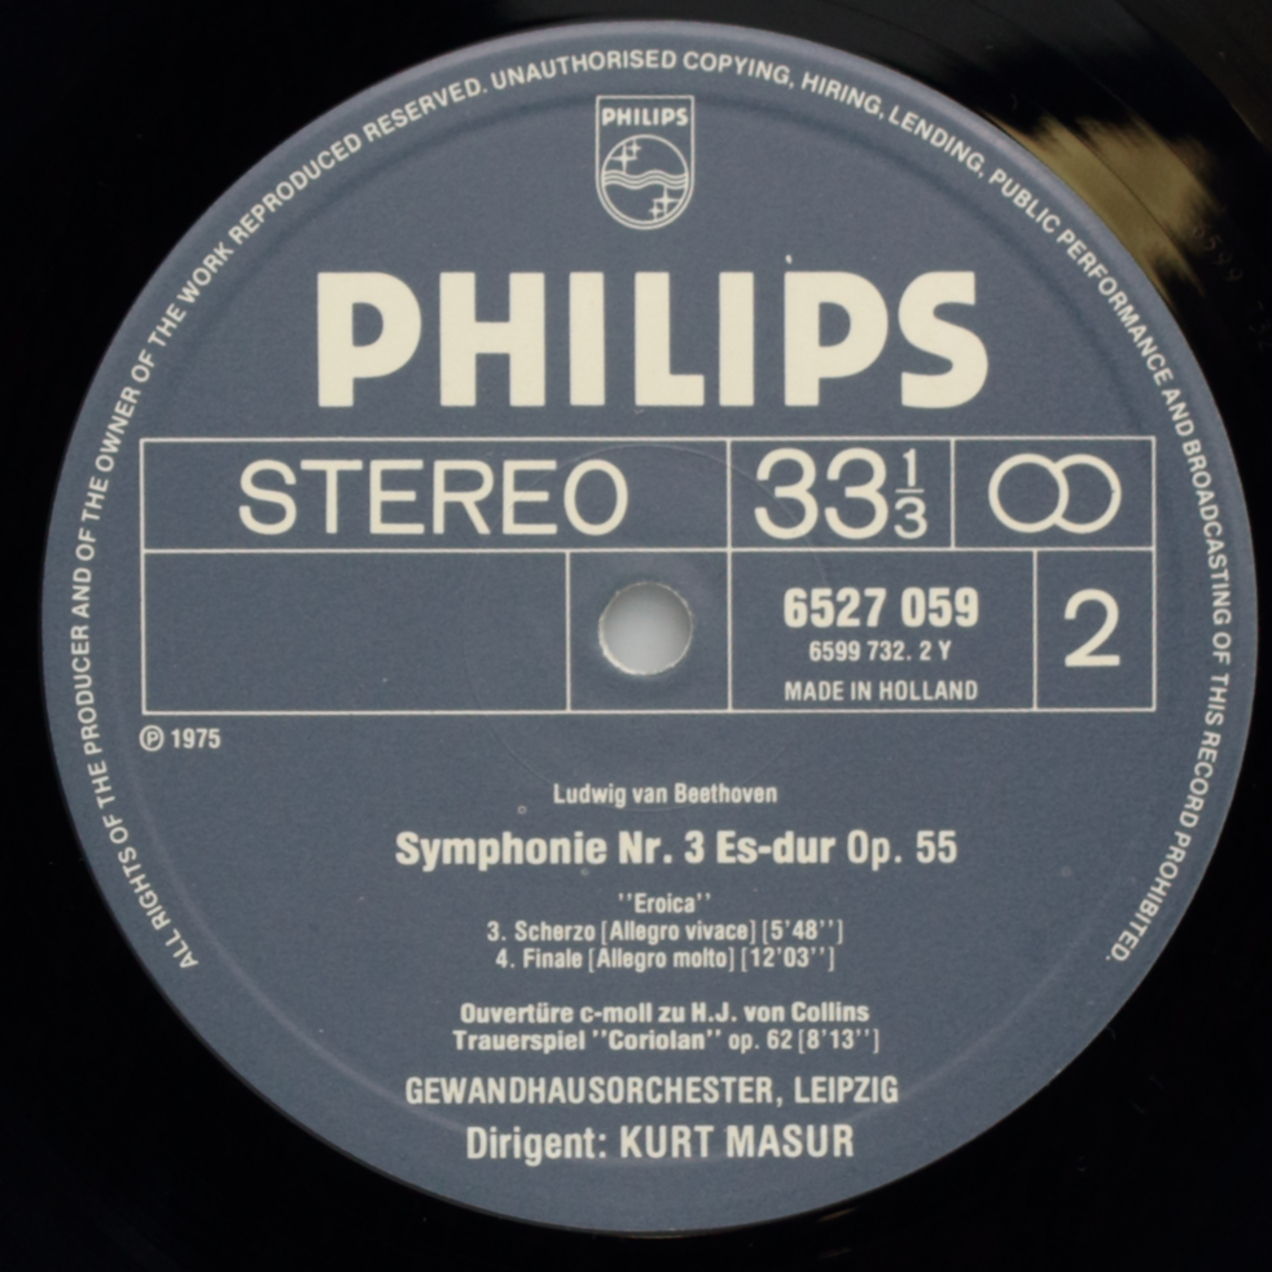 ALL RIGHTS OF THE PRODUCER AND OF THE OWNER OF THE WORK REPRODUCED RESERVED. UNAUTHORISED COPYING, HIRING, LENDING, PUBLIC PERFORMANCE AND BROADCASTING OF THIS RECORD PROHIBITED.
PHILIPS
PHILIPS
STEREO 33 1/3
6527 059
6599 732. 2 Y
MADE IN HOLLAND
2
℗ 1975
Ludwig van Beethoven
Symphonie Nr. 3 Es-dur Op. 55
''Eroica''
3. Scherzo [Allegro vivace] [5'48'']
4. Finale [Allegro molto] [12'03'']
Ouvertüre c-moll zu H.J. von Collins
Trauerspiel ''Coriolan'' op. 62 [8'13'']
GEWANDHAUSORCHESTER, LEIPZIG
Dirigent: KURT MASUR